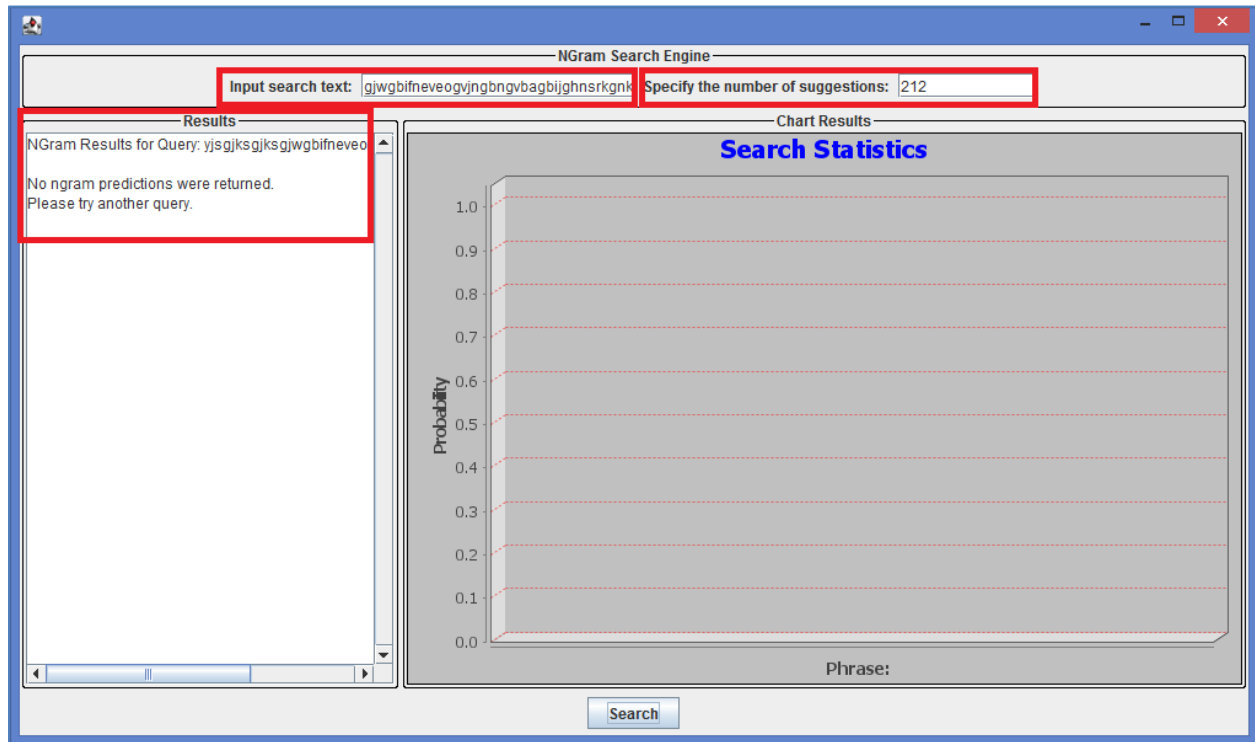 NGram Search Engine
Input search text: gjwgbifneveogvjngbngvbagbijghnsrkgnk Specify the number of suggestions: 212
Results
NGram Results for Query: yjsgjksgjksgjwgbifneveo
No ngram predictions were returned.
Please try another query.
Chart Results
Search Statistics
1.0
0.9
0.8
0.7
0.6
0.5
0.4
0.3
0.2
0.1
0.0
Probability
Phrase:
Search